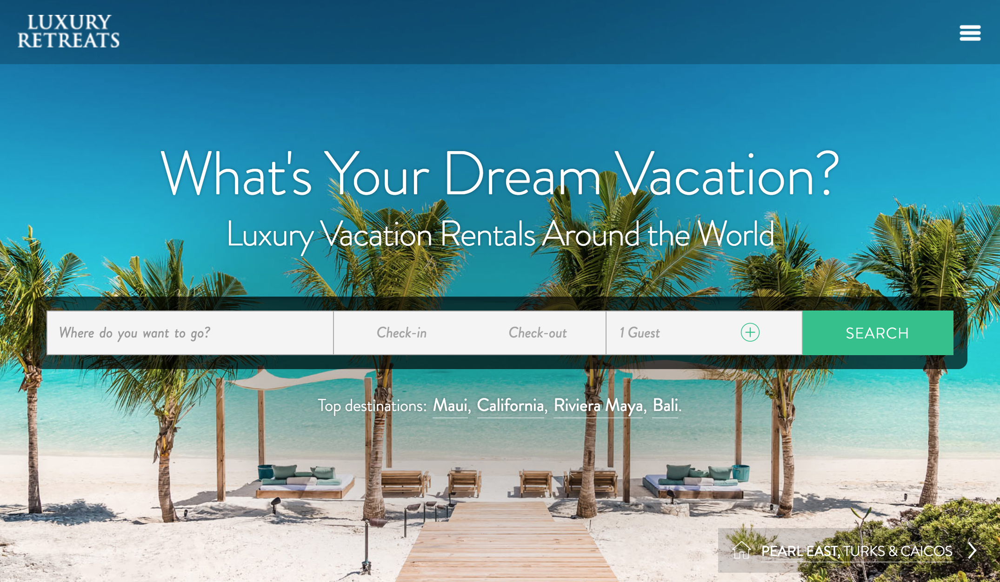 LUXURY
RETREATS
What's Your Dream Vacation?
Luxury Vacation Rentals Around the World
Where do you want to go?
Check-in
Check-out
1 Guest
SEARCH
Top destinations: Maui, California, Riviera Maya, Bali.
PEARL EAST, TURKS & CAICOS